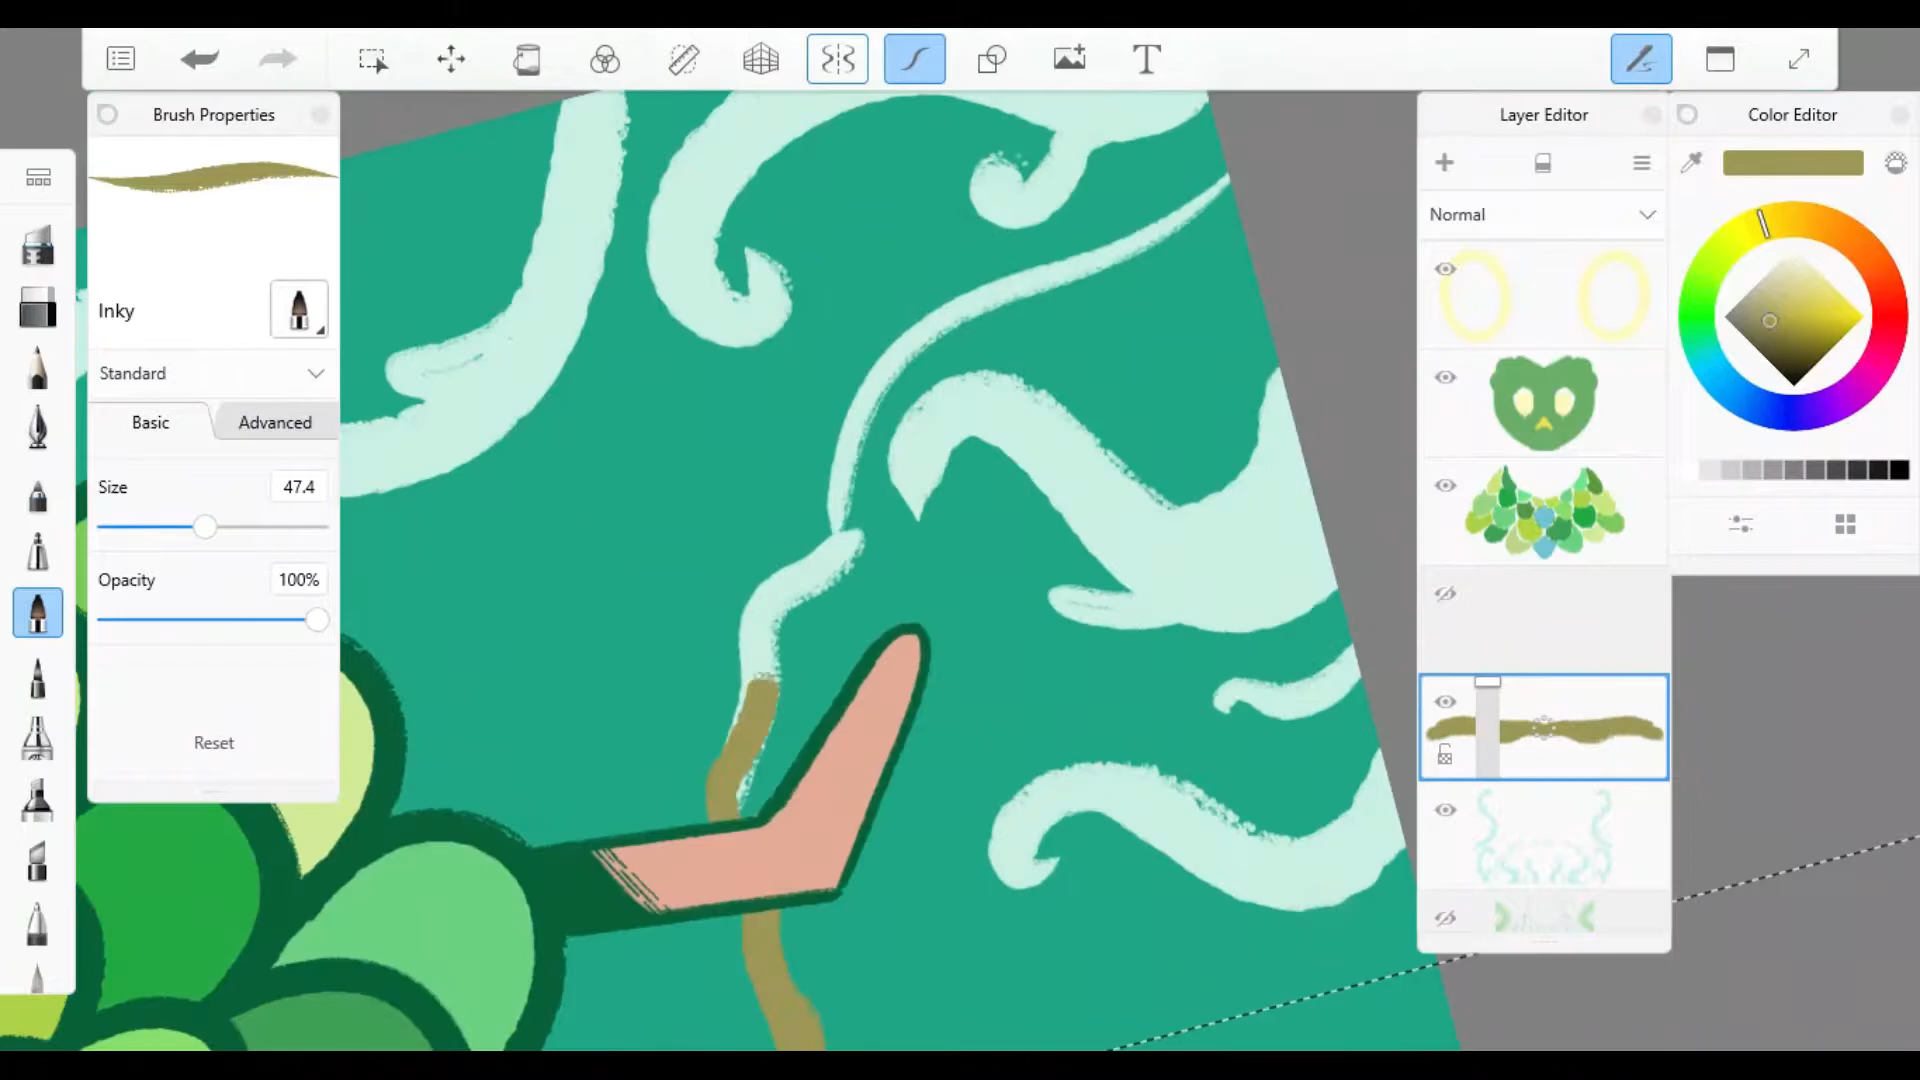 Brush Properties
Inky
Standard
Basic
Advanced
Size
47.4
Opacity
100%
Reset
T
Layer Editor
Normal
Color Editor